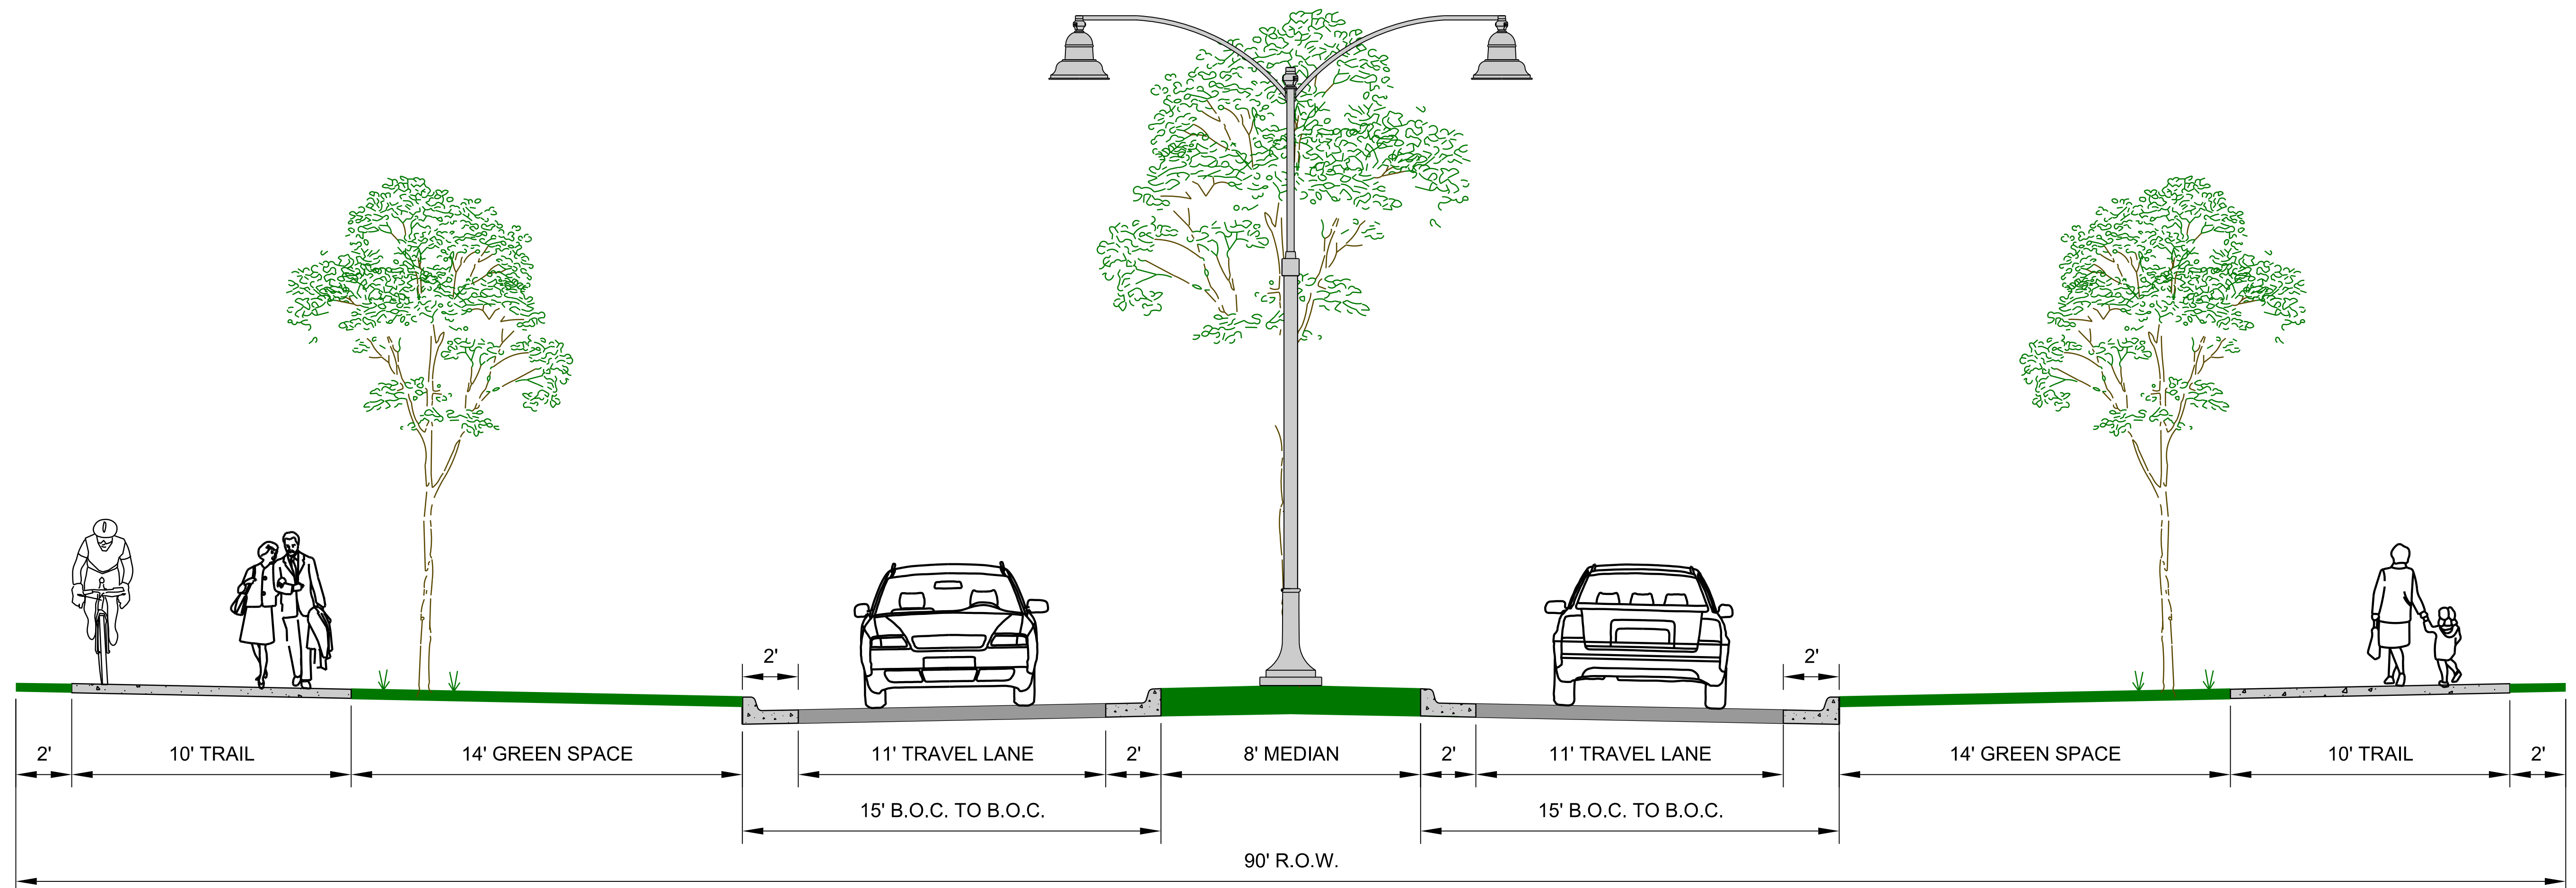 2'
2'
2'
10' TRAIL
14' GREEN SPACE
11' TRAVEL LANE
2'
8' MEDIAN
2'
11' TRAVEL LANE
14' GREEN SPACE
10' TRAIL
2'
15' B.O.C. TO B.O.C.
15' B.O.C. TO B.O.C.
90' R.O.W.